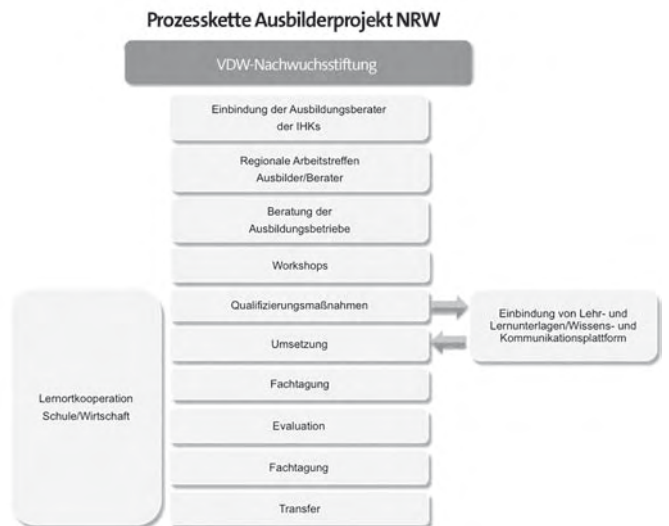 Prozesskette Ausbilderprojekt NRW
VDW-Nachwuchsstiftung
Einbindung der Ausbildungsberater
der IHKs
Regionale Arbeitstreffen
Ausbilder/Berater
Beratung der
Ausbildungsbetriebe
Workshops
Qualifizierungsmaßnahmen
Umsetzung
Fachtagung
Evaluation
Fachtagung
Transfer
Lernortkooperation
Schule/Wirtschaft
Einbindung von Lehr- und
Lernunterlagen/Wissens- und
Kommunikationsplattform